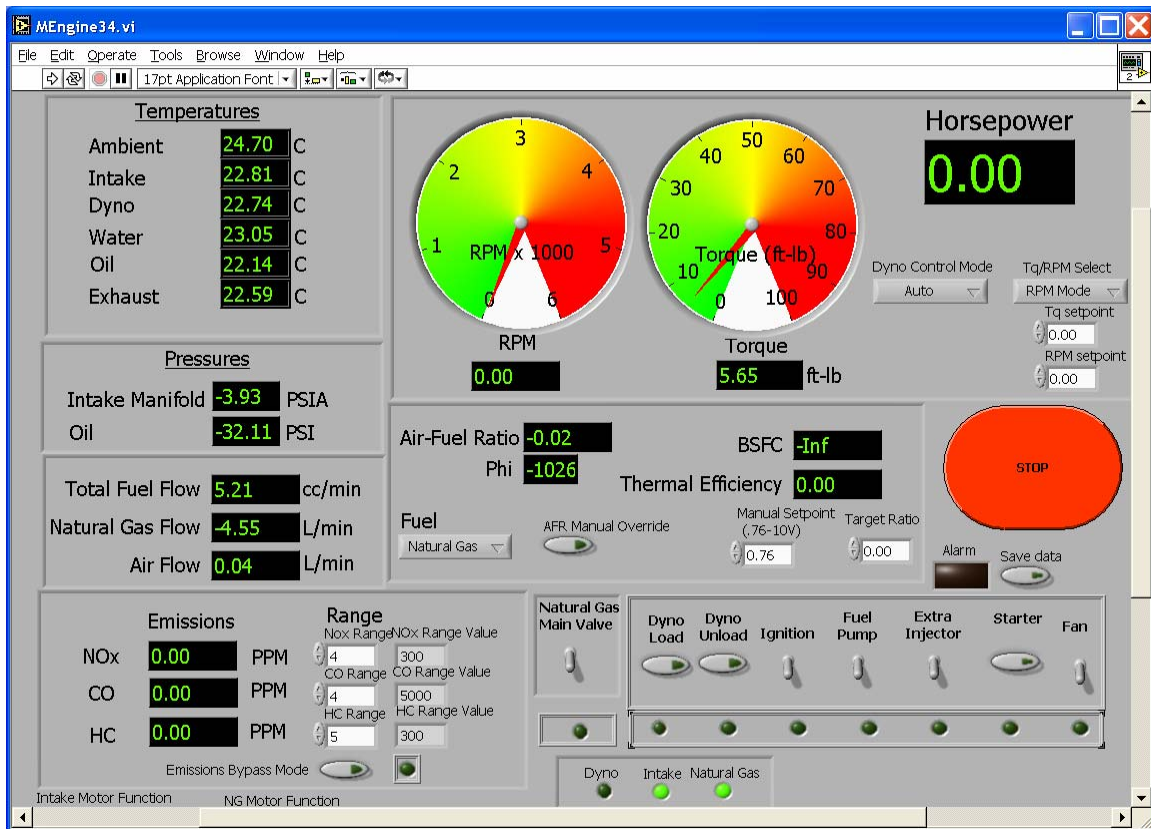 MEngine34.vi
File Edit Operate Tools Browse Window Help
17pt Application Font
2
Temperatures
Ambient 24.70 C
Intake 22.81 C
Dyno 22.74 C
Water 23.05 C
Oil 22.14 C
Exhaust 22.59 C
Pressures
Intake Manifold -3.93 PSIA
Oil -32.11 PSI
Total Fuel Flow 5.21 cc/min
Natural Gas Flow -4.55 L/min
Air Flow 0.04 L/min
0 1 2 3 4 5 6
RPM x 1000
RPM
0.00
0 10 20 30 40 50 60 70 80 90 100
Torque (ft-lb)
Torque
5.65 ft-lb
Horsepower
0.00
Dyno Control Mode
Auto
Tq/RPM Select
RPM Mode
Tq setpoint
0.00
RPM setpoint
0.00
Air-Fuel Ratio -0.02
Phi -1026
BSFC -Inf
Thermal Efficiency 0.00
Fuel
Natural Gas
AFR Manual Override
Manual Setpoint
(.76-10V)
0.76
Target Ratio
0.00
STOP
Alarm
Save data
Emissions
NOx 0.00 PPM
CO 0.00 PPM
HC 0.00 PPM
Range
Nox Range NOx Range Value
4 300
CO Range CO Range Value
4 5000
HC Range HC Range Value
5 300
Emissions Bypass Mode
Natural Gas
Main Valve
Dyno
Load
Dyno
Unload
Ignition
Fuel
Pump
Extra
Injector
Starter
Fan
Dyno Intake Natural Gas
Intake Motor Function
NG Motor Function